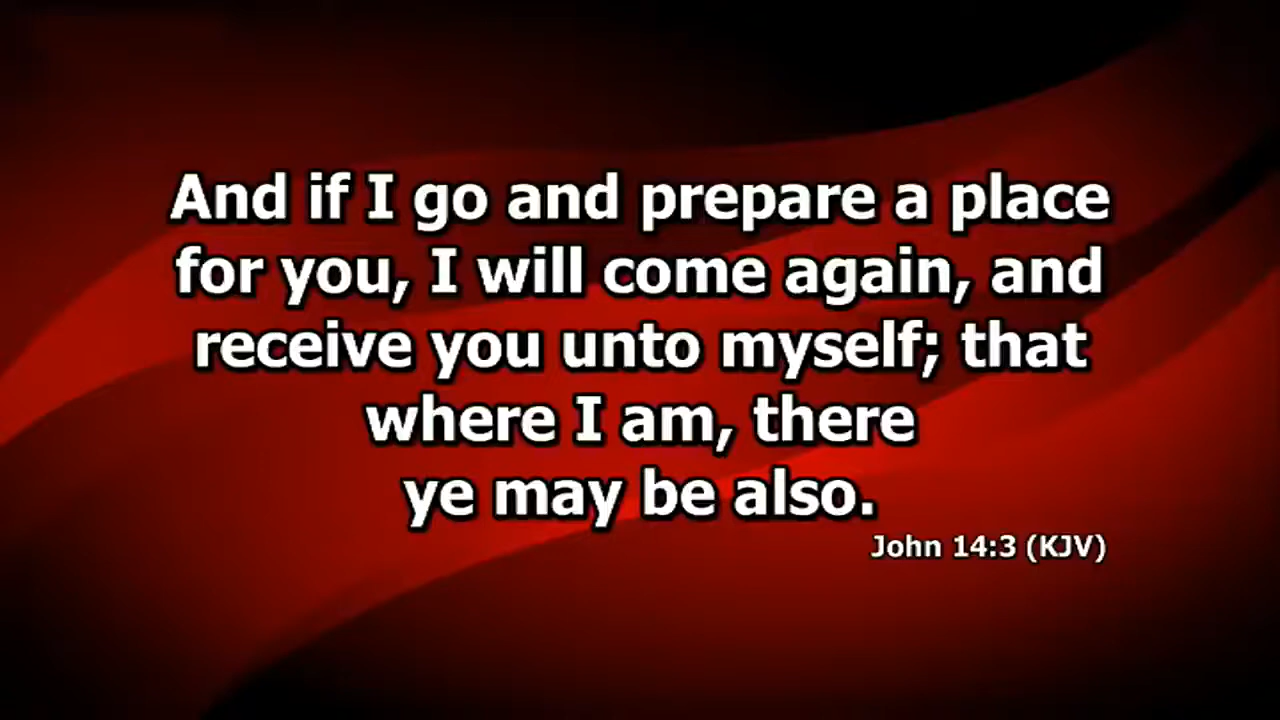 And if I go and prepare a place
for you, I will come again, and
receive you unto myself; that
where I am, there
ye may be also.
John 14:3 (KJV)